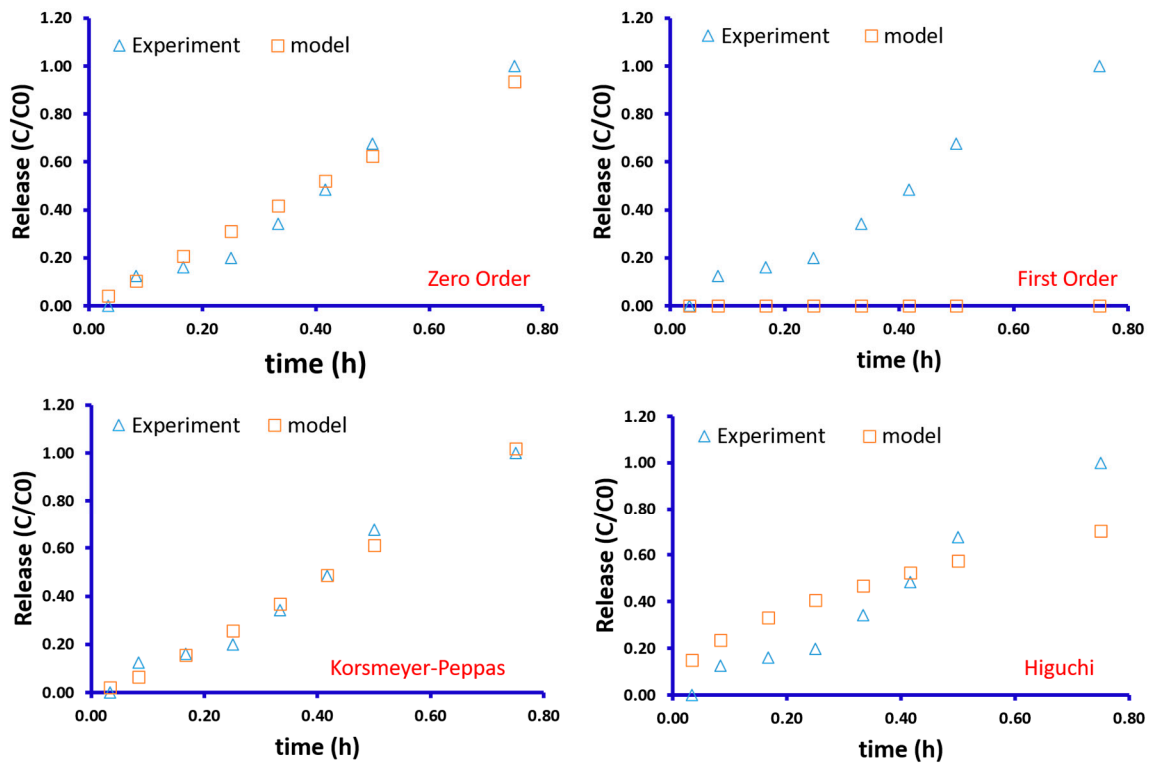 1.20
1.00
0.80
0.60
0.40
0.20
0.00
Release (C/C0)
Experiment model
Zero Order
0.00 0.20 0.40 0.60 0.80
time (h)
1.20
1.00
0.80
0.60
0.40
0.20
0.00
Release (C/C0)
Experiment model
First Order
0.00 0.20 0.40 0.60 0.80
time (h)
1.20
1.00
0.80
0.60
0.40
0.20
0.00
Release (C/C0)
Experiment model
Korsmeyer-Peppas
0.00 0.20 0.40 0.60 0.80
time (h)
1.20
1.00
0.80
0.60
0.40
0.20
0.00
Release (C/C0)
Experiment model
Higuchi
0.00 0.20 0.40 0.60 0.80
time (h)